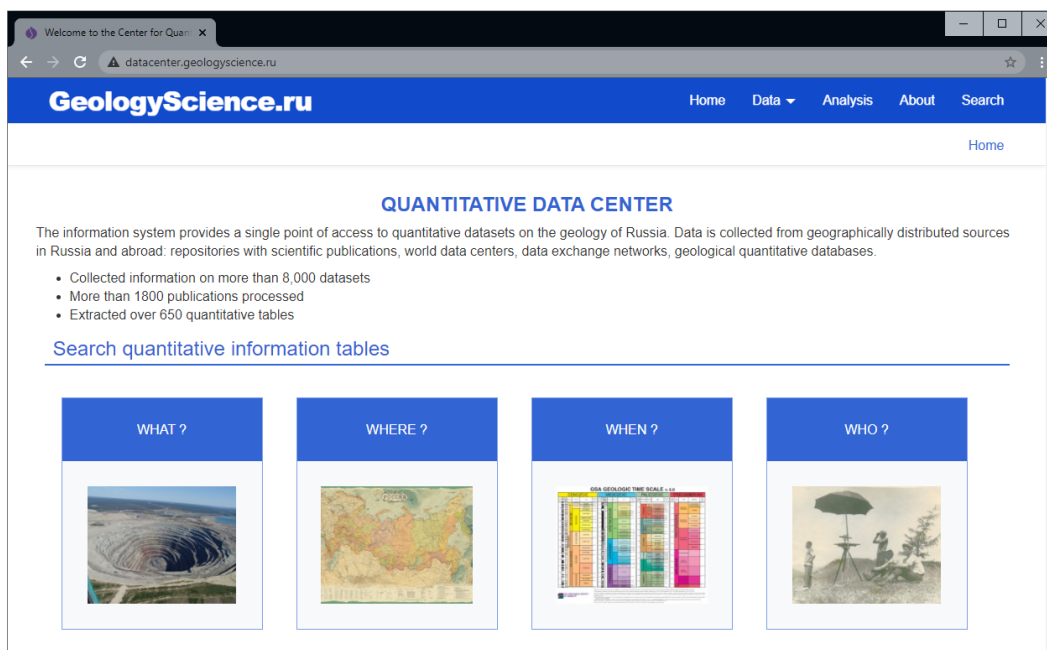 Welcome to the Center for Quan
datacenter.geologyscience.ru
GeologyScience.ru
Home Data Analysis About Search
Home
QUANTITATIVE DATA CENTER
The information system provides a single point of access to quantitative datasets on the geology of Russia. Data is collected from geographically distributed sources
in Russia and abroad: repositories with scientific publications, world data centers, data exchange networks, geological quantitative databases.
• Collected information on more than 8,000 datasets
• More than 1800 publications processed
• Extracted over 650 quantitative tables
Search quantitative information tables
WHAT ? WHERE ? WHEN ? WHO ?
GSA GEOLOGIC TIME SCALE